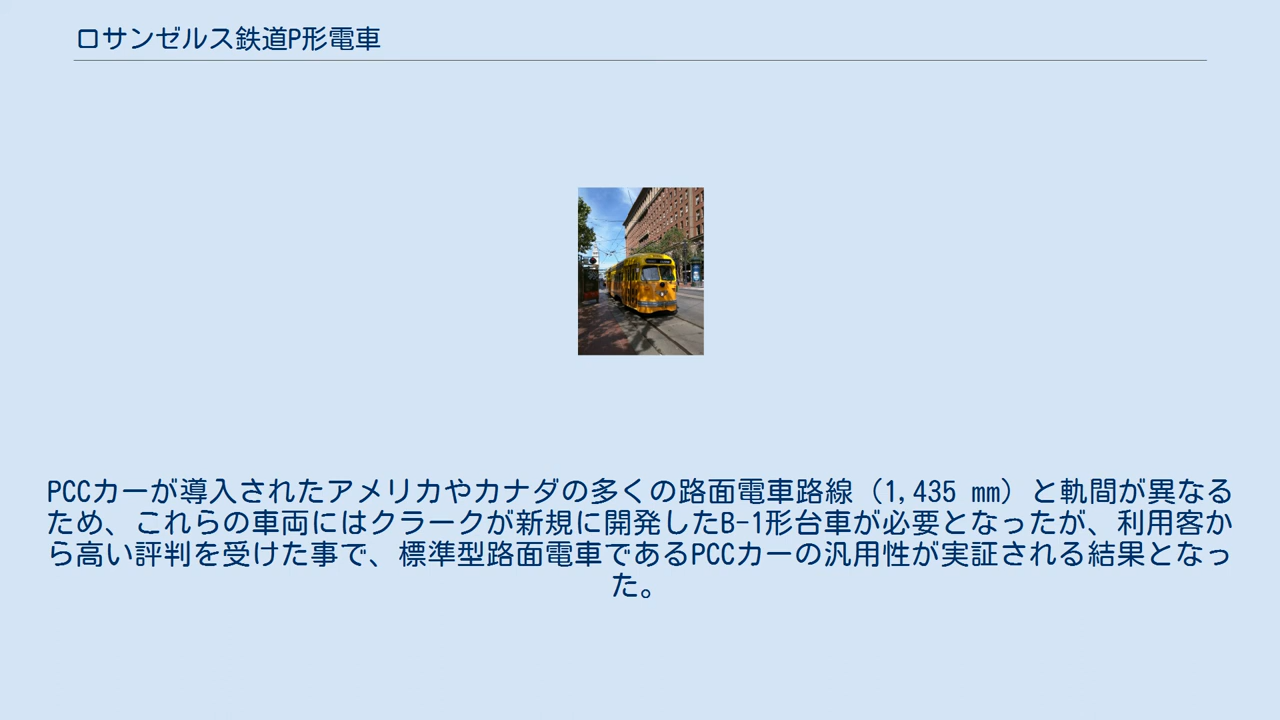 ロサンゼルス鉄道P形電車
PCCカーが導入されたアメリカやカナダの多くの路面電車路線（1,435 mm）と軌間が異なる
ため、これらの車両にはクラークが新規に開発したB-1形台車が必要となったが、利用客か
ら高い評判を受けた事で、標準型路面電車であるPCCカーの汎用性が実証される結果となっ
た。